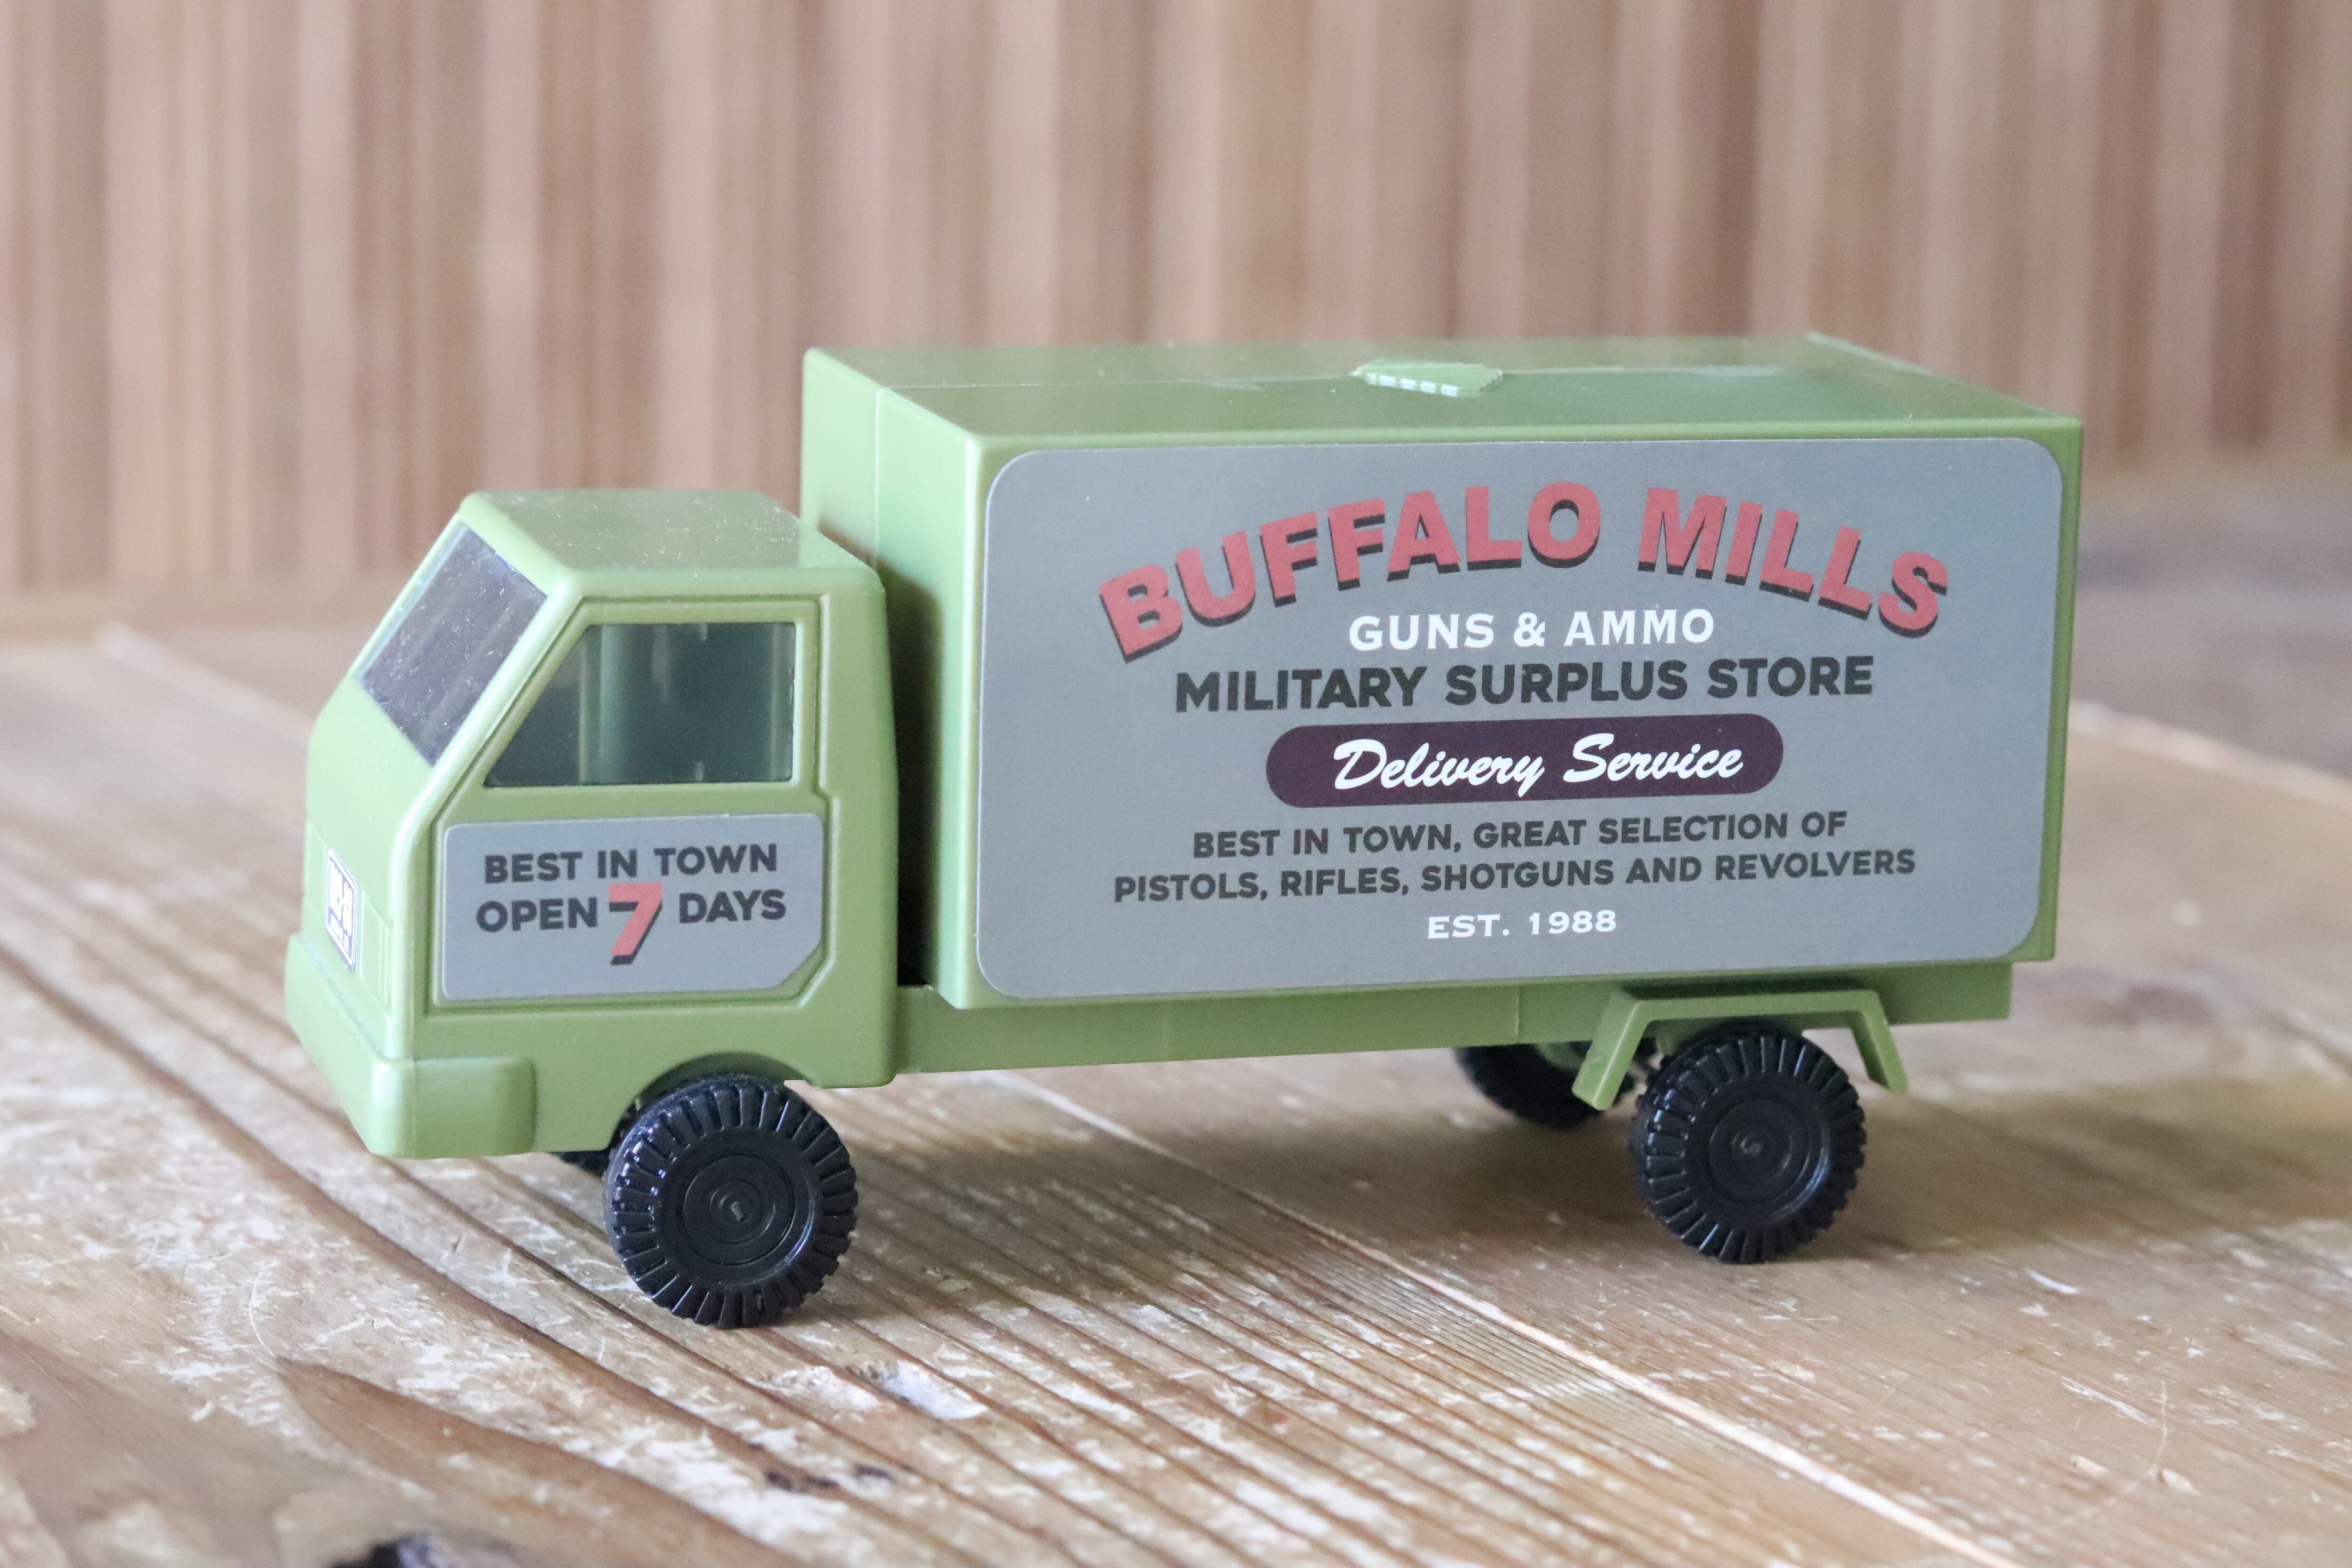 BEST IN TOWN
OPEN 7 DAYS
BUFFALO MILLS
GUNS & AMMO
MILITARY SURPLUS STORE
Delivery Service
BEST IN TOWN, GREAT SELECTION OF
PISTOLS, RIFLES, SHOTGUNS AND REVOLVERS
EST. 1988